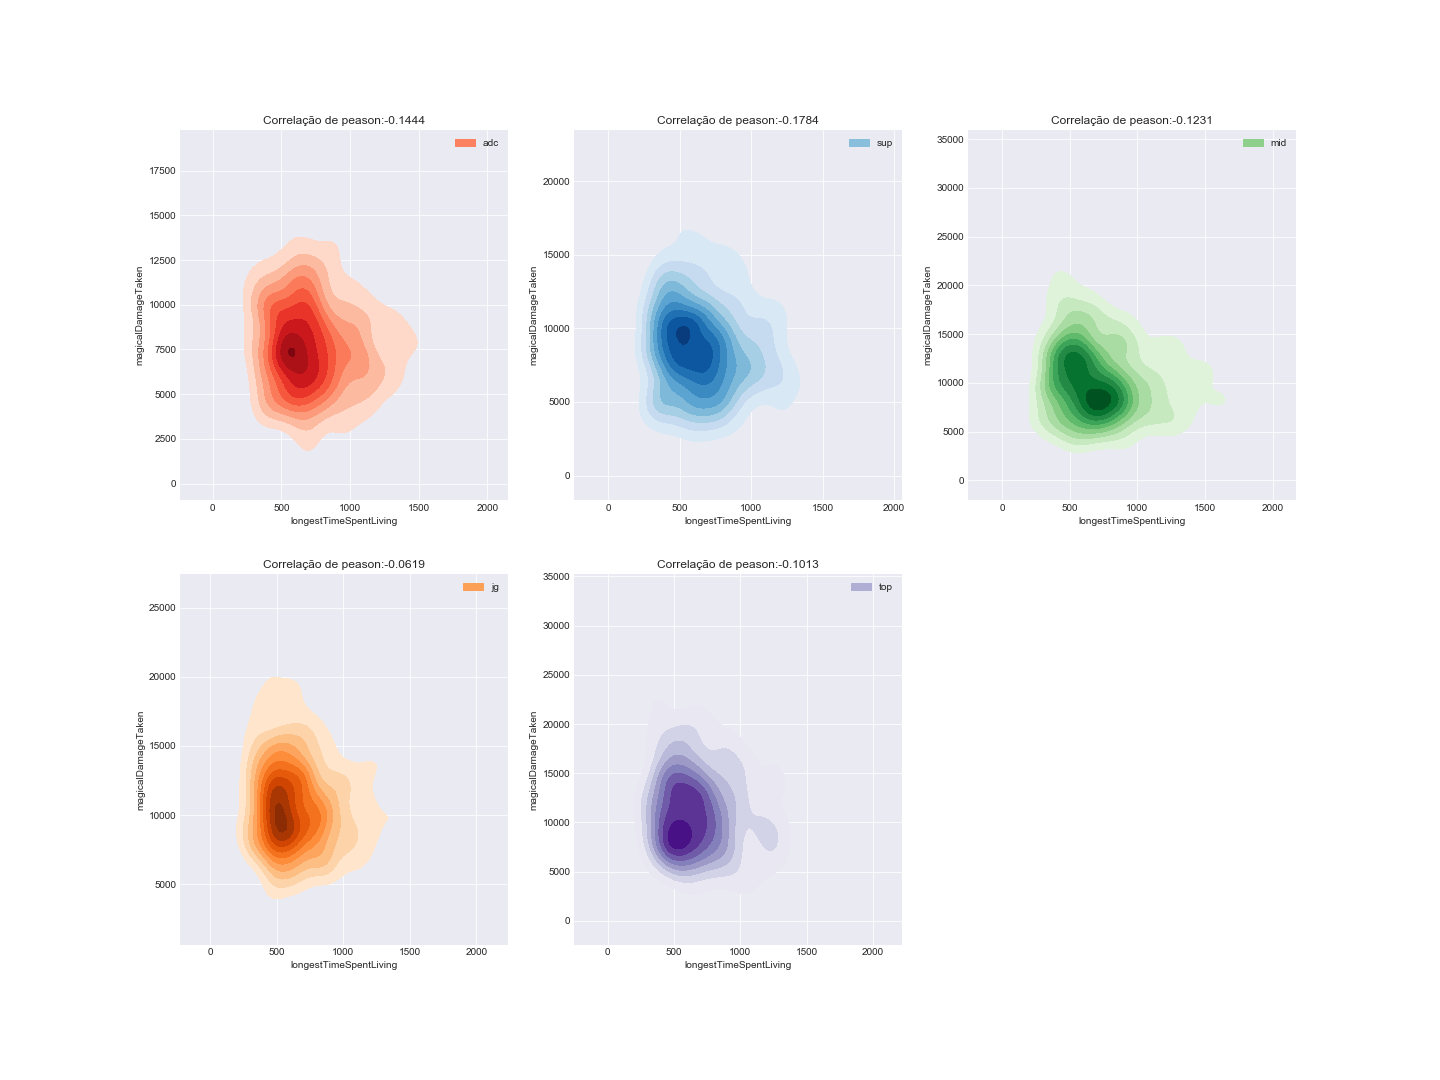 Correlação de peason:-0.1444
adc
17500
15000
12500
10000
7500
5000
2500
0
magicalDamageTaken
0 500 1000 1500 2000
longestTimeSpentLiving
Correlação de peason:-0.1784
sup
20000
15000
10000
5000
0
magicalDamageTaken
0 500 1000 1500 2000
longestTimeSpentLiving
Correlação de peason:-0.1231
mid
35000
30000
25000
20000
15000
10000
5000
0
magicalDamageTaken
0 500 1000 1500 2000
longestTimeSpentLiving
Correlação de peason:-0.0619
jg
25000
20000
15000
10000
5000
magicalDamageTaken
0 500 1000 1500 2000
longestTimeSpentLiving
Correlação de peason:-0.1013
top
35000
30000
25000
20000
15000
10000
5000
0
magicalDamageTaken
0 500 1000 1500 2000
longestTimeSpentLiving